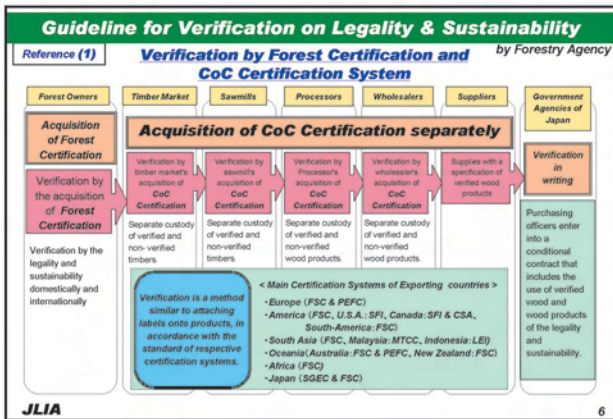 Guideline for Verification on Legality & Sustainability
by Forestry Agency
Reference (1)
Verification by Forest Certification and
CoC Certification System
Forest Owners
Timber Market
Sawmills
Processors
Wholesalers
Suppliers
Government
Agencies of
Japan
Acquisition
of Forest
Certification
Acquisition of CoC Certification separately
Verification
in
writing
Verification by
the acquisition
of Forest
Certification
Verification by
timber market's
acquisition of
CoC
Certification
Verification by
sawmill's
acquisition of
CoC
Certification
Verification by
Processor's
acquisition of
CoC
Certification
Verification by
wholesaler's
acquisition of
CoC
Certification
Supplies with a
specification of
verified wood
products
Verification by the
legality and
sustainability
domestically and
internationally
Separate custody
of verified and
non- verified
timbers
Separate custody
of verified and
non-verified
timbers
Separate custody
of verified and
non-verified
wood products.
Separate custody
of verified and
non-verified
wood products.
Purchasing
officers enter
into a
conditional
contract that
includes the
use of verified
wood and
wood products
of the legality
and
sustainability.
Verification is a method
similar to attaching
labels onto products, in
accordance with the
standard of respective
certification systems.
< Main Certification Systems of Exporting countries >
・Europe (FSC & PEFC)
・America (FSC, U.S.A.: SFI, Canada: SFI & CSA,
South-America: FSC)
・South Asia (FSC, Malaysia: MTCC, Indonesia: LEI)
・Oceania(Australia: FSC & PEFC, New Zealand: FSC)
・Africa (FSC)
・Japan (SGEC & FSC)
JLIA
6